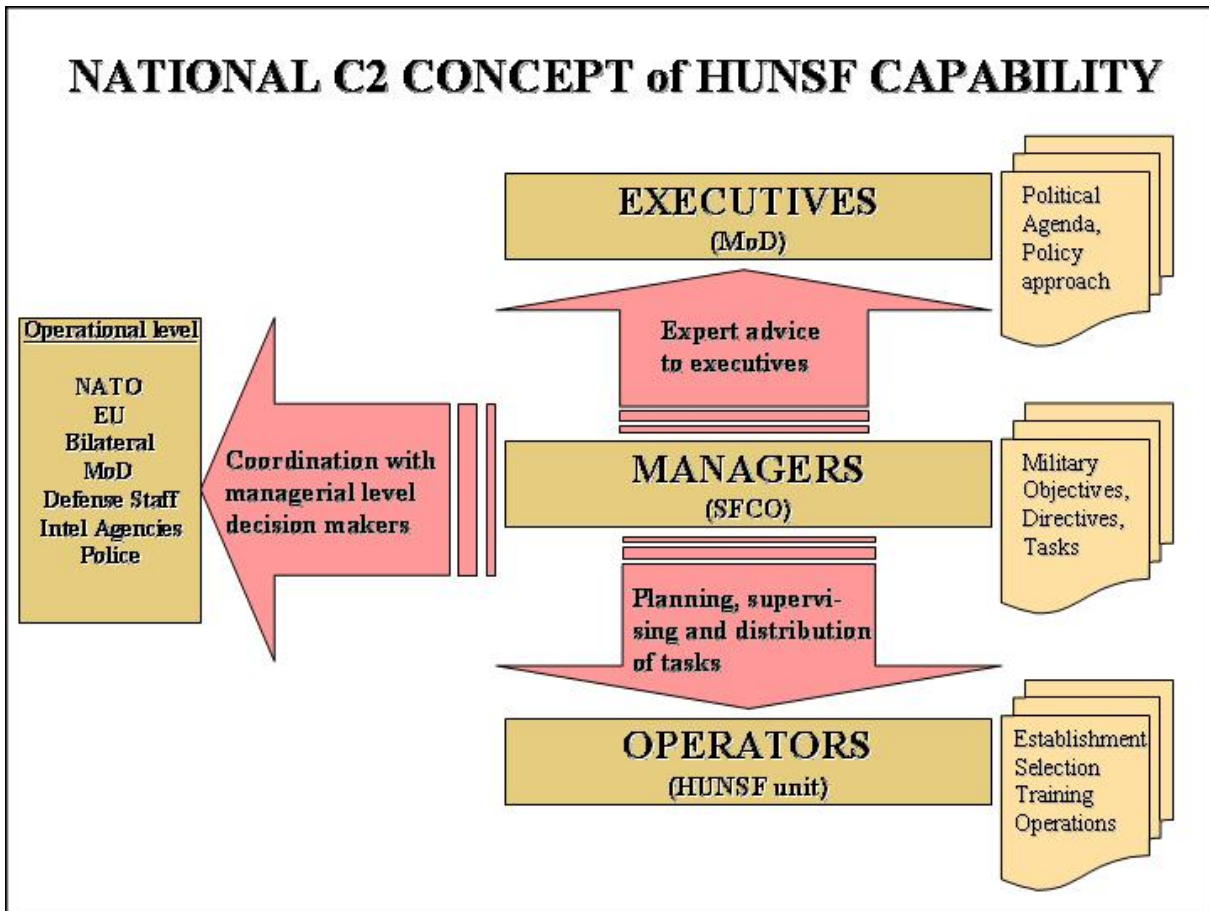 NATIONAL C2 CONCEPT of HUNSF CAPABILITY
EXECUTIVES
(MoD)
Political
Agenda,
Policy
approach
Expert advice
to executives
Operational level
NATO
EU
Bilateral
MoD
Defense Staff
Intel Agencies
Police
Coordination with
managerial level
decision makers
MANAGERS
(SFCO)
Military
Objectives,
Directives,
Tasks
Planning, supervi-
sing and distribution
of tasks
OPERATORS
(HUNSF unit)
Establishment
Selection
Training
Operations